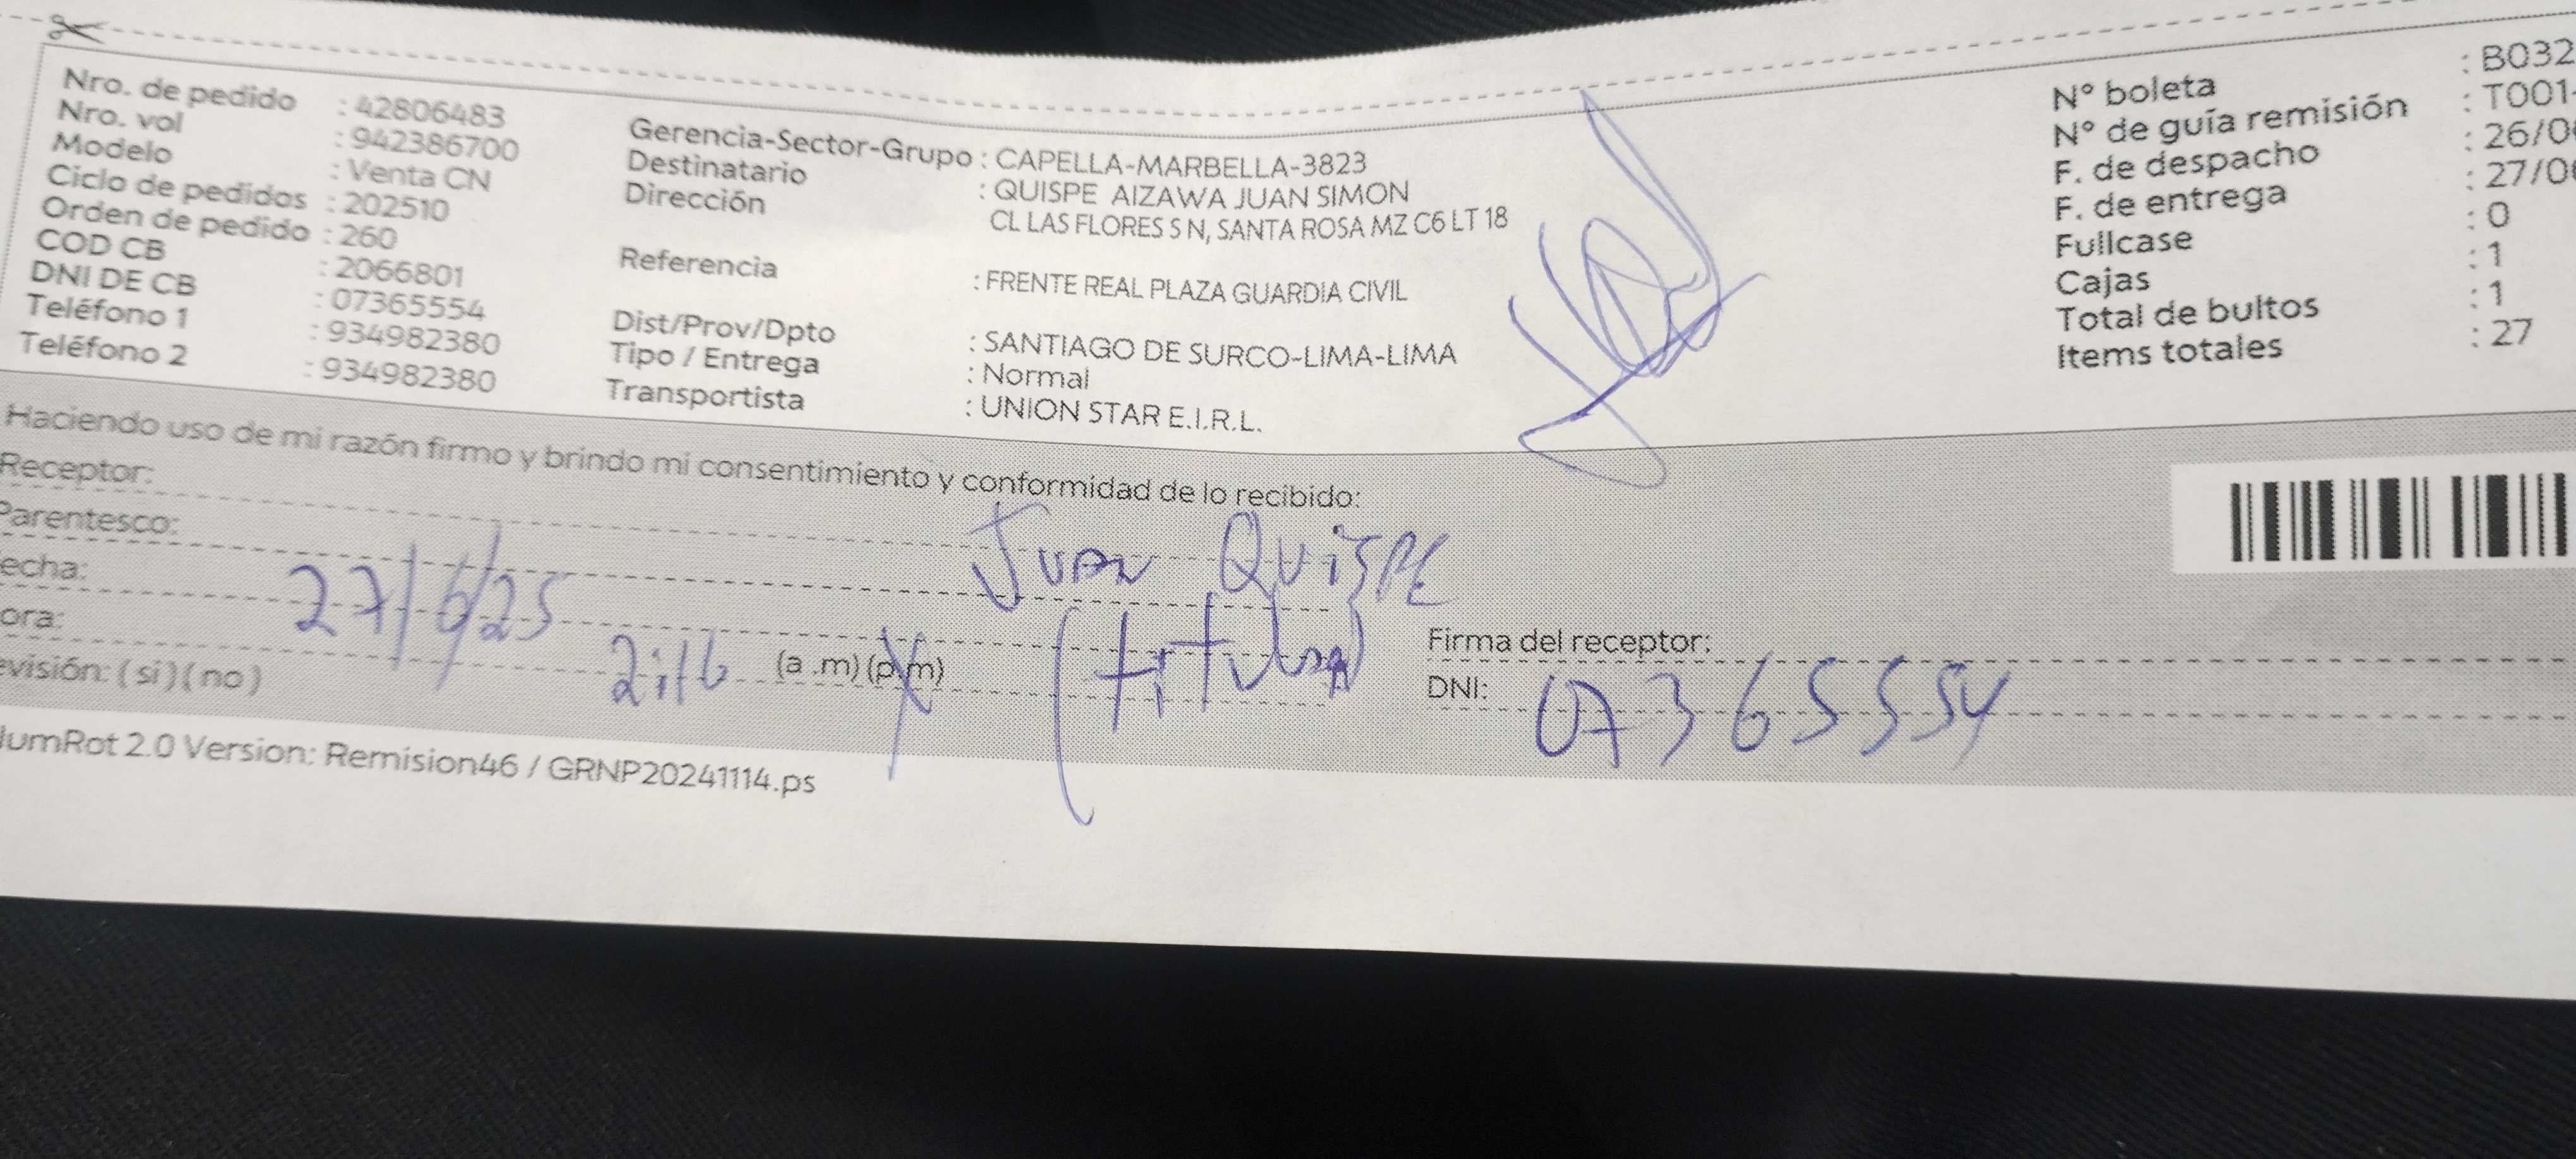 Nro. de pedido : 42806483
Nro. vol : 942386700
Modelo : Venta CN
Ciclo de pedidos : 202510
Orden de pedido : 260
COD CB : 2066801
DNI DE CB : 07365554
Teléfono 1 : 934982380
Teléfono 2 : 934982380
Gerencia-Sector-Grupo : CAPELLA-MARBELLA-3823
Destinatario : QUISPE AIZAWA JUAN SIMON
Dirección CL LAS FLORES S N, SANTA ROSA MZ C6 LT 18
Referencia : FRENTE REAL PLAZA GUARDIA CIVIL
Dist/Prov/Dpto : SANTIAGO DE SURCO-LIMA-LIMA
Tipo / Entrega : Normal
Transportista : UNION STAR E.I.R.L.
N° boleta : B032
N° de guía remisión : T001-
F. de despacho : 26/0
F. de entrega : 27/0
Fullcase : 0
Cajas : 1
Total de bultos : 1
Items totales : 27
Haciendo uso de mi razón firmo y brindo mi consentimiento y conformidad de lo recibido:
Receptor: Juan QUISPE
Parentesco: (titular)
echa: 27/6/25
ora: 2:16 (a .m) (p.m)
evisión: ( si ) ( no )
Firma del receptor:
DNI: 07365554
NumRot 2.0 Version: Remision46 / GRNP20241114.ps